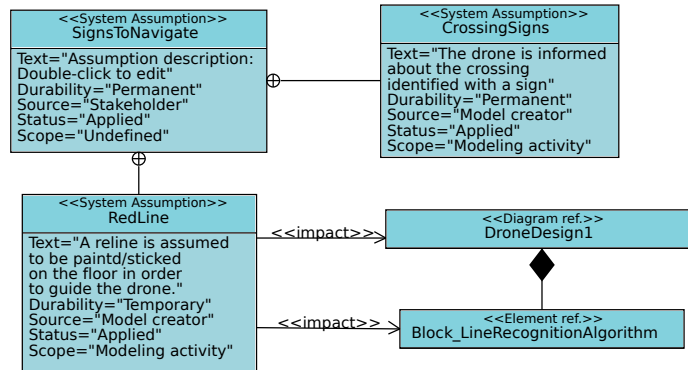 <<System Assumption>>
SignsToNavigate
Text="Assumption description:
Double-click to edit"
Durability="Permanent"
Source="Stakeholder"
Status="Applied"
Scope="Undefined"
<<System Assumption>>
CrossingSigns
Text="The drone is informed
about the crossing
identified with a sign"
Durability="Permanent"
Source="Model creator"
Status="Applied"
Scope="Modeling activity"
<<System Assumption>>
RedLine
Text="A reline is assumed
to be paintd/sticked
on the floor in order
to guide the drone."
Durability="Temporary"
Source="Model creator"
Status="Applied"
Scope="Modeling activity"
<<impact>>
<<Diagram ref.>>
DroneDesign1
<<impact>>
<<Element ref.>>
Block_LineRecognitionAlgorithm